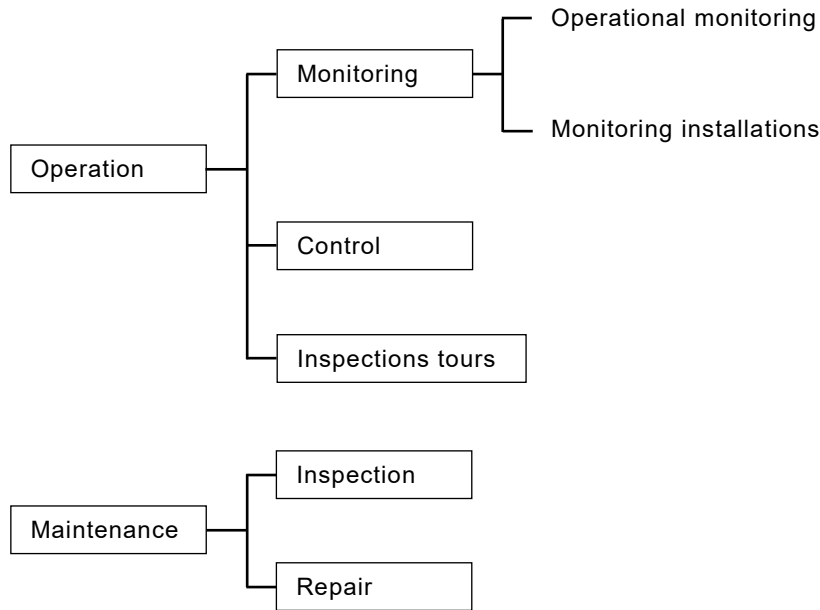 Operational monitoring
Monitoring
Monitoring installations
Operation
Control
Inspections tours
Inspection
Maintenance
Repair